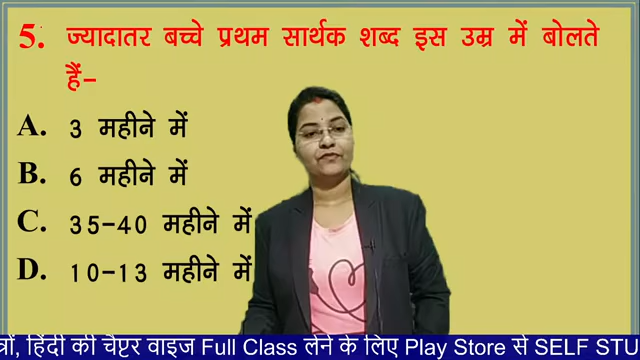 5. ज्यादातर बच्चे प्रथम सार्थक शब्द इस उम्र में बोलते
हैं-
A. 3 महीने में
B. 6 महीने में
C. 35-40 महीने में
D. 10-13 महीने में
त्रों, हिंदी की चैप्टर वाइज Full Class लेने के लिए Play Store से SELF STU